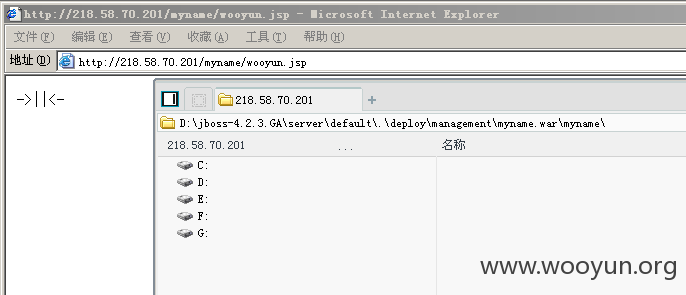 http://218.58.70.201/myname/wooyun.jsp - Microsoft Internet Explorer
文件(F) 编辑(E) 查看(V) 收藏(A) 工具(T) 帮助(H)
地址(D) http://218.58.70.201/myname/wooyun.jsp
->||<-
218.58.70.201 +
D:\jboss-4.2.3.GA\server\default\.\deploy\management\myname.war\myname\
218.58.70.201 ... 名称
C:
D:
E:
F:
G:
www.wooyun.org